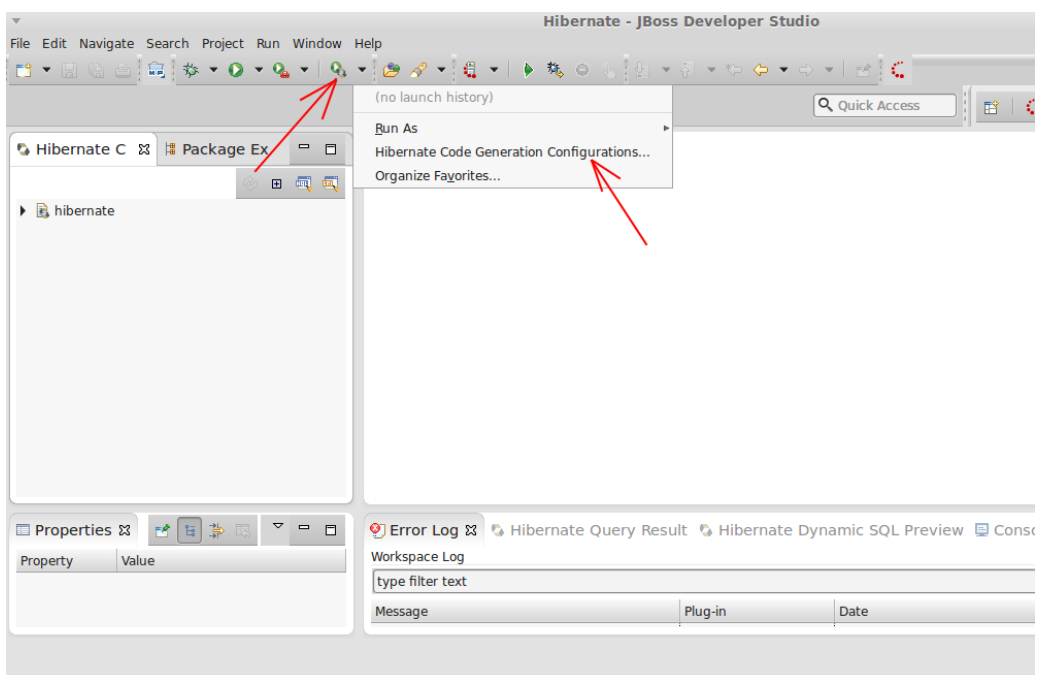 Hibernate - JBoss Developer Studio
File Edit Navigate Search Project Run Window Help
(no launch history)
Quick Access
Run As
Hibernate C
Package Ex
Hibernate Code Generation Configurations...
Organize Favorites...
hibernate
Properties
Error Log
Hibernate Query Result
Hibernate Dynamic SQL Preview
Conso
Property Value
Workspace Log
type filter text
Message Plug-in Date